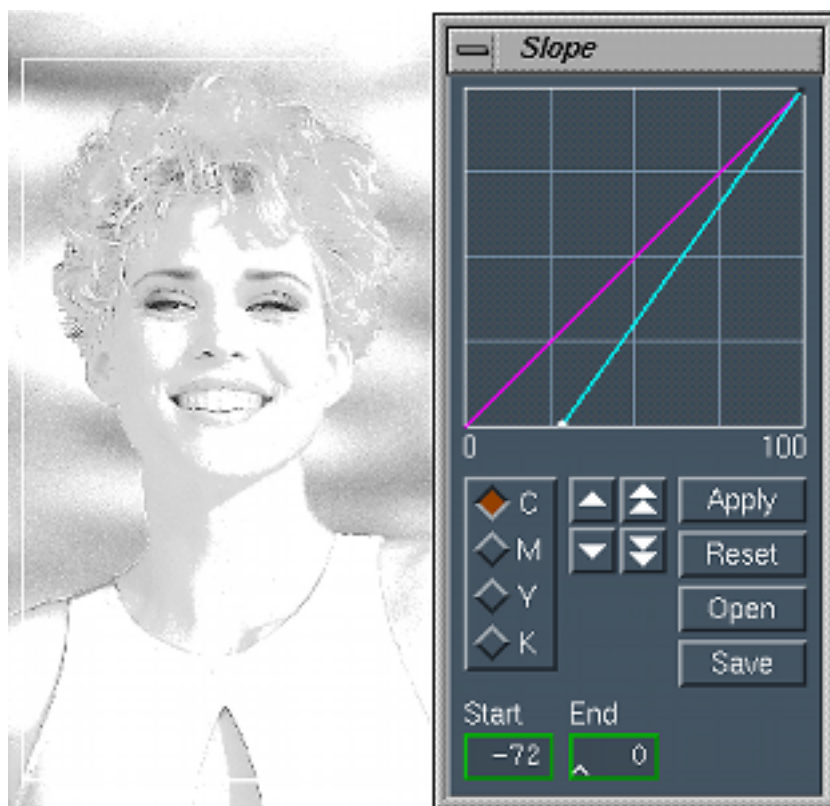 Slope
0 100
C
M
Y
K
Apply
Reset
Open
Save
Start End
-72 0